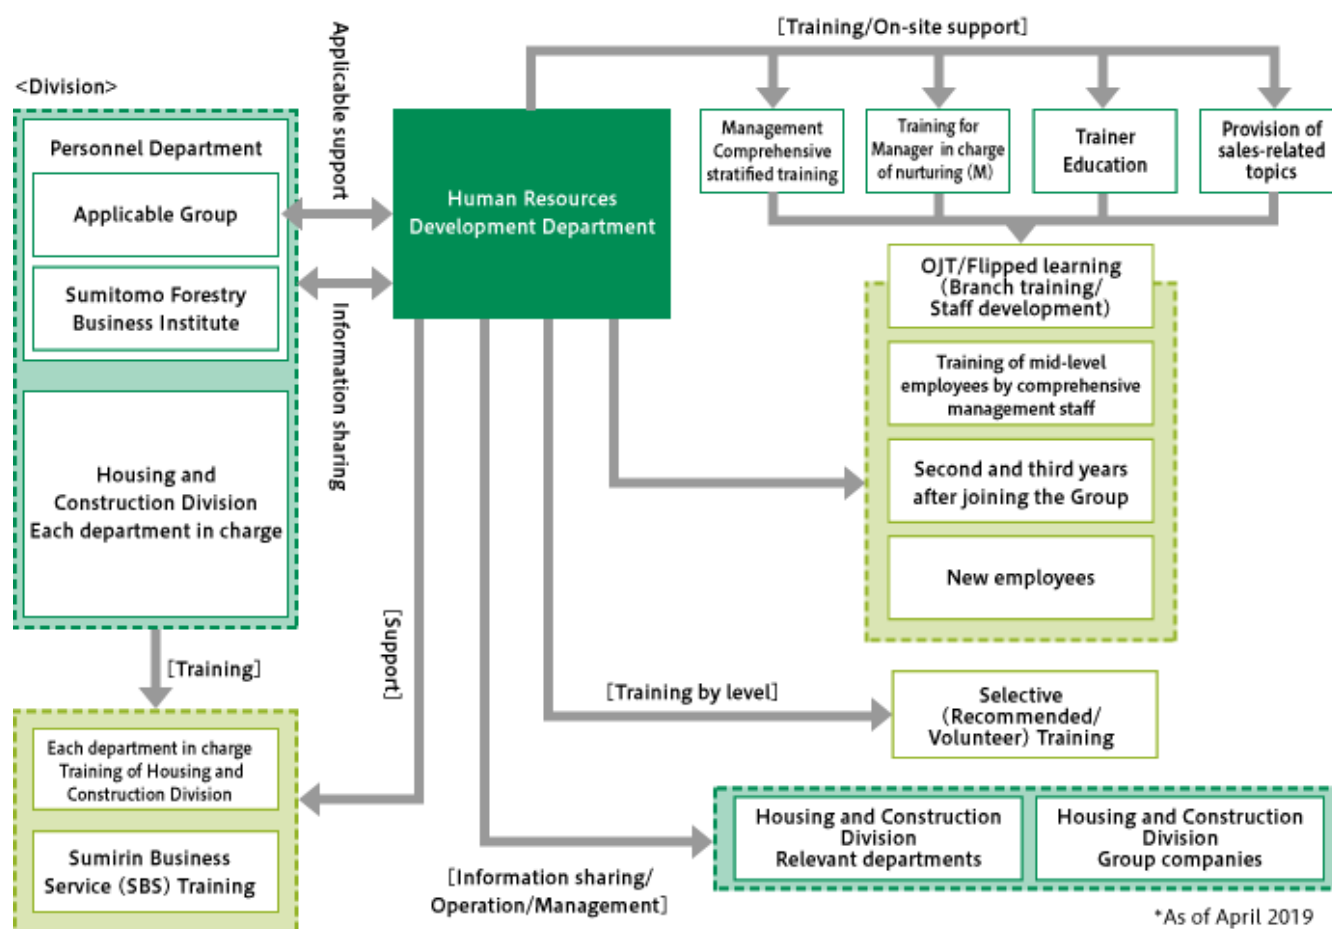 [Training/On-site support]
<Division>
Applicable support
Personnel Department
Applicable Group
Sumitomo Forestry
Business Institute
Information sharing
Housing and
Construction Division
Each department in charge
Human Resources
Development Department
Management
Comprehensive
stratified training
Training for
Manager in charge
of nurturing (M)
Trainer
Education
Provision of
sales-related
topics
OJT/Flipped learning
(Branch training/
Staff development)
Training of mid-level
employees by comprehensive
management staff
Second and third years
after joining the Group
New employees
[Training]
[Support]
[Training by level]
Selective
(Recommended/
Volunteer) Training
Each department in charge
Training of Housing and
Construction Division
Sumirin Business
Service (SBS) Training
[Information sharing/
Operation/Management]
Housing and Construction
Division
Relevant departments
Housing and Construction
Division
Group companies
*As of April 2019